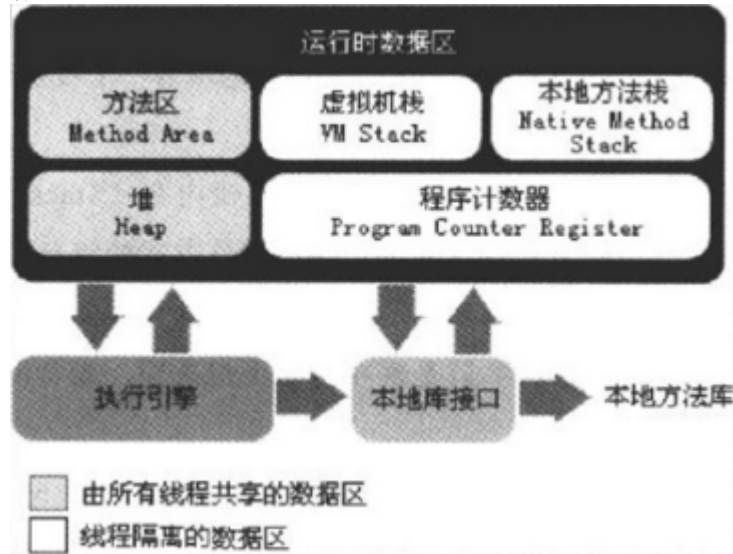 运行时数据区
方法区
Method Area
虚拟机栈
VM Stack
本地方法栈
Native Method
Stack
堆
Heap
程序计数器
Program Counter Register
执行引擎
本地库接口
本地方法库
由所有线程共享的数据区
线程隔离的数据区